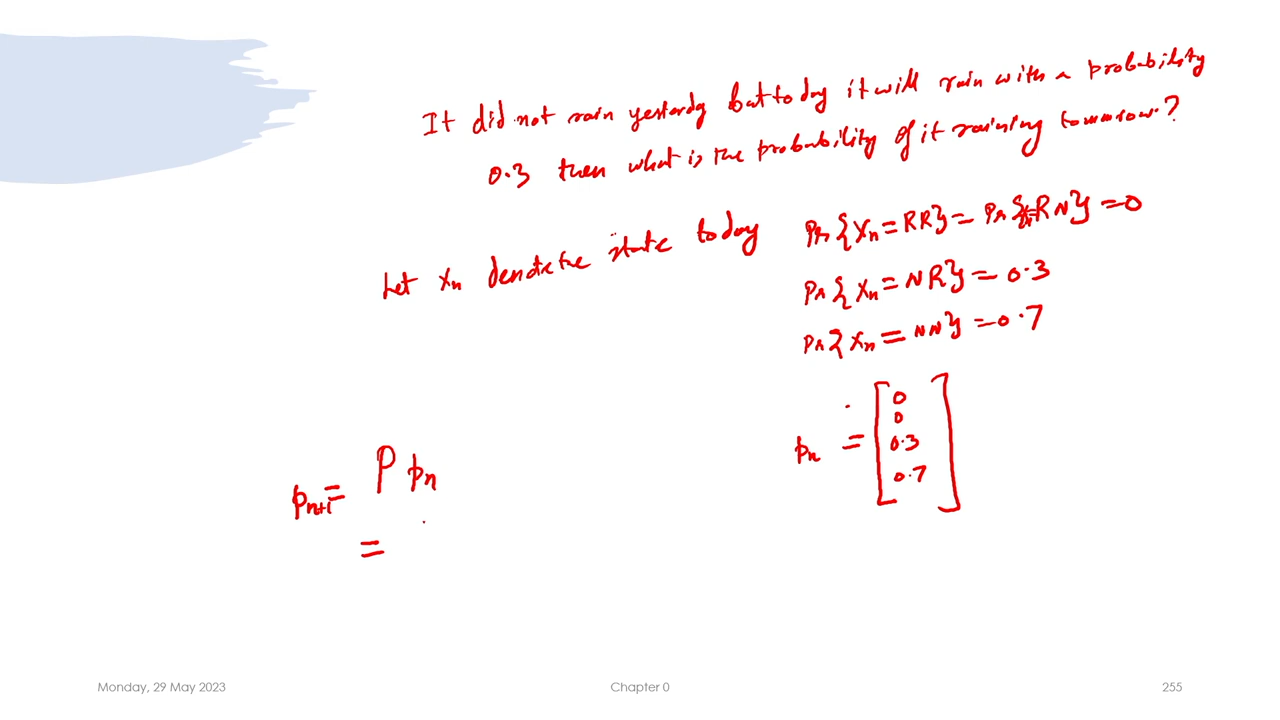 It did not rain yesterday but today it will rain with a probability
0.3 then what is the probability of it raining tomorrow?
Let Xn denote the state today
Pr{Xn = RR} = Pr{RN} = 0
Pr{Xn = NR} = 0.3
Pr{Xn = NN} = 0.7
pn = [0
0
0.3
0.7]
pn+1 = P pn
=
Monday, 29 May 2023 Chapter 0 255